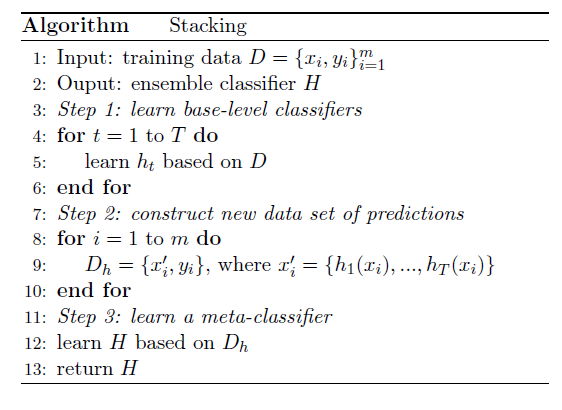 Algorithm Stacking
1: Input: training data D = {x_i, y_i}_{i=1}^m
2: Ouput: ensemble classifier H
3: Step 1: learn base-level classifiers
4: for t = 1 to T do
5: learn h_t based on D
6: end for
7: Step 2: construct new data set of predictions
8: for i = 1 to m do
9: D_h = {x'_i, y_i}, where x'_i = {h_1(x_i), ..., h_T(x_i)}
10: end for
11: Step 3: learn a meta-classifier
12: learn H based on D_h
13: return H